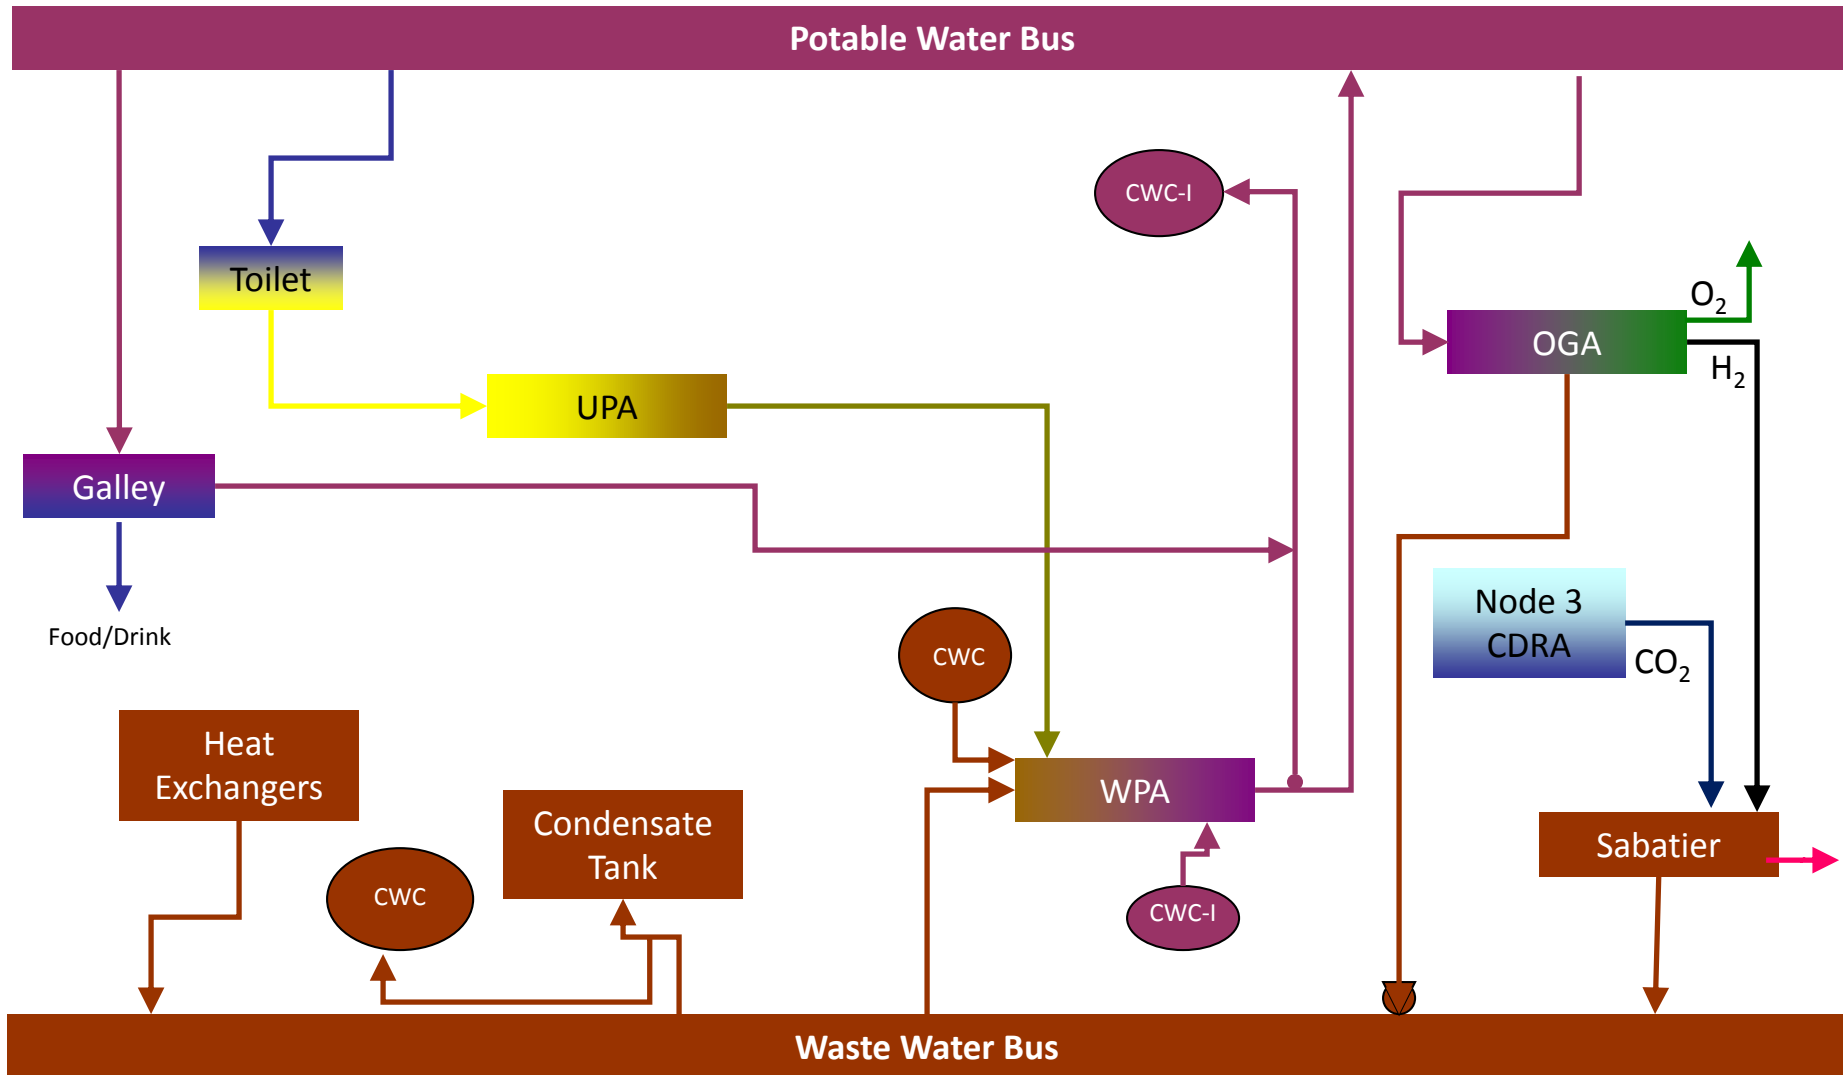 Potable Water Bus
CWC-I
Toilet
O₂
OGA
H₂
UPA
Galley
Node 3
CDRA
CO₂
Food/Drink
CWC
Heat
Exchangers
WPA
Condensate
Tank
Sabatier
CWC
CWC-I
Waste Water Bus